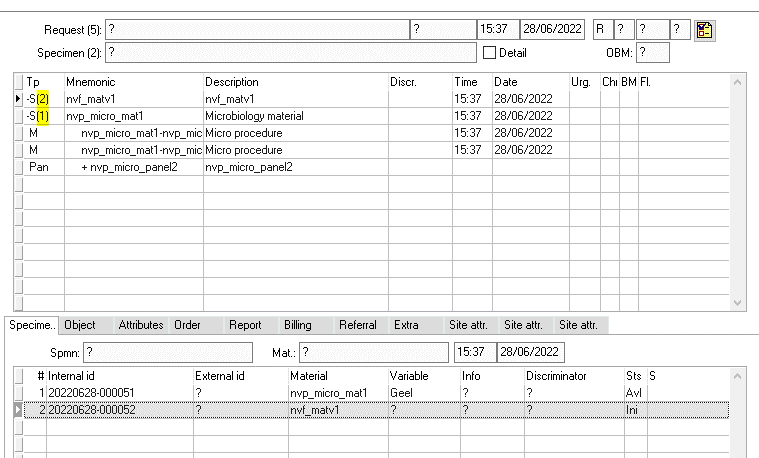 Request (5): ? ? 15:37 28/06/2022 R ? ? ?
Specimen (2): ? Detail OBM: ?
Tp Mnemonic Description Discr. Time Date Urg. Chi BM Fl.
-S(2) nvf_matv1 nvf_matv1 15:37 28/06/2022
-S(1) nvp_micro_mat1 Microbiology material 15:37 28/06/2022
M nvp_micro_mat1-nvp_mic Micro procedure 15:37 28/06/2022
M nvp_micro_mat1-nvp_mic Micro procedure 15:37 28/06/2022
Pan + nvp_micro_panel2 nvp_micro_panel2
Specime.. Object Attributes Order Report Billing Referral Extra Site attr. Site attr. Site attr.
Spmn: ? Mat.: ? 15:37 28/06/2022
# Internal id External id Material Variable Info Discriminator Sts S
1 20220628-000051 ? nvp_micro_mat1 Geel ? ? Avl
2 20220628-000052 ? nvf_matv1 ? ? ? Ini